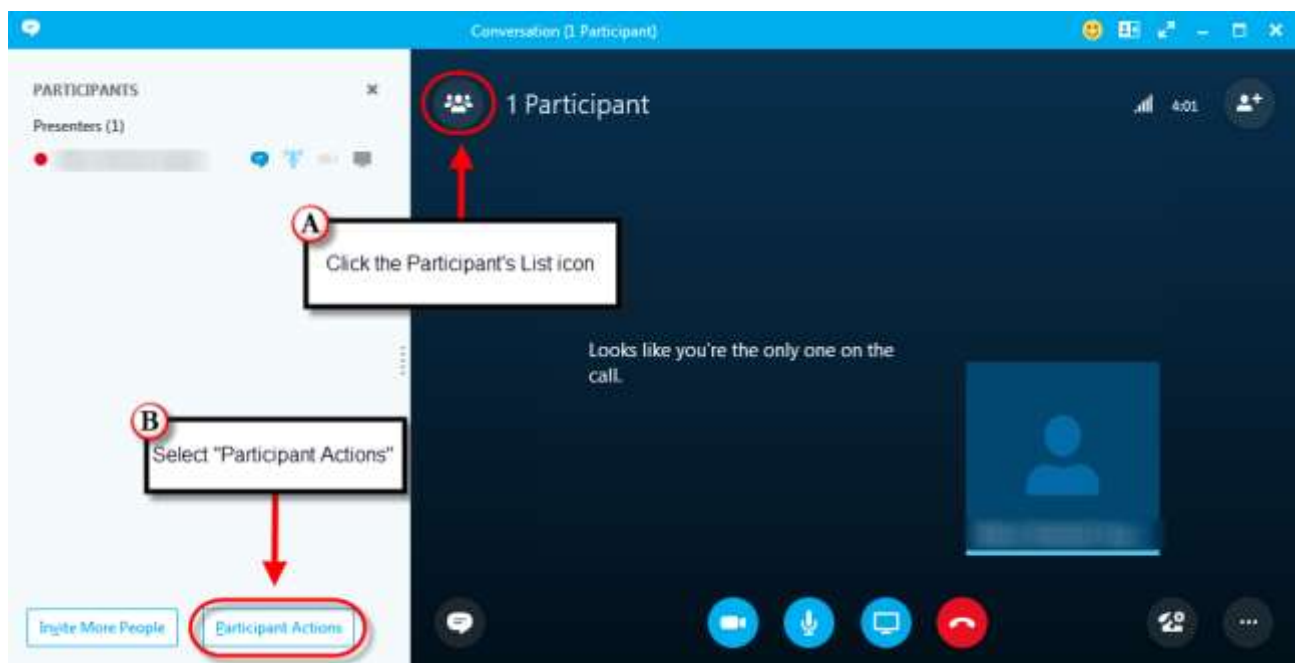 Conversation (1 Participant)
PARTICIPANTS
Presenters (1)
1 Participant
4:01
A
Click the Participant's List icon
Looks like you're the only one on the
call.
B
Select "Participant Actions"
Invite More People
Participant Actions